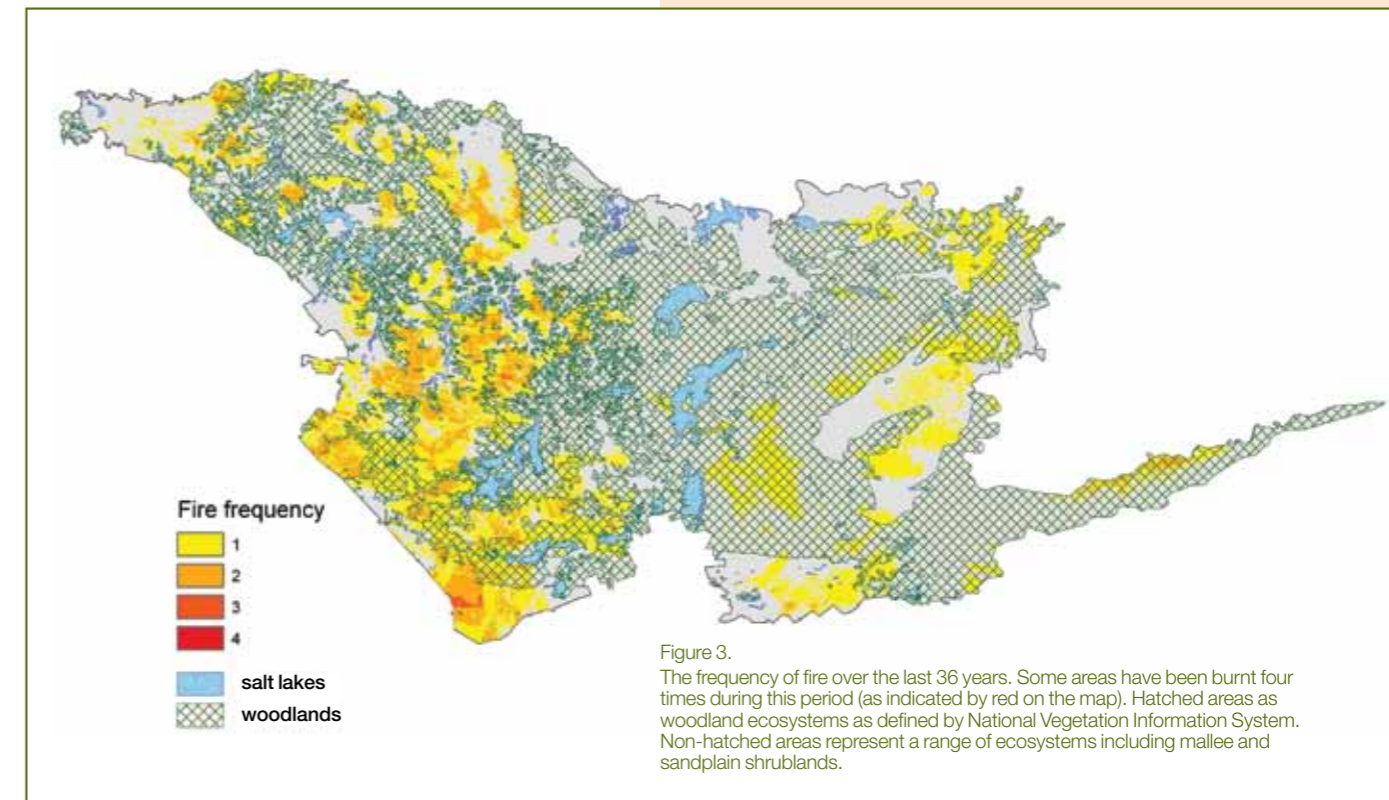 Fire frequency
1
2
3
4
salt lakes
woodlands
Figure 3.
The frequency of fire over the last 36 years. Some areas have been burnt four
times during this period (as indicated by red on the map). Hatched areas as
woodland ecosystems as defined by National Vegetation Information System.
Non-hatched areas represent a range of ecosystems including mallee and
sandplain shrublands.